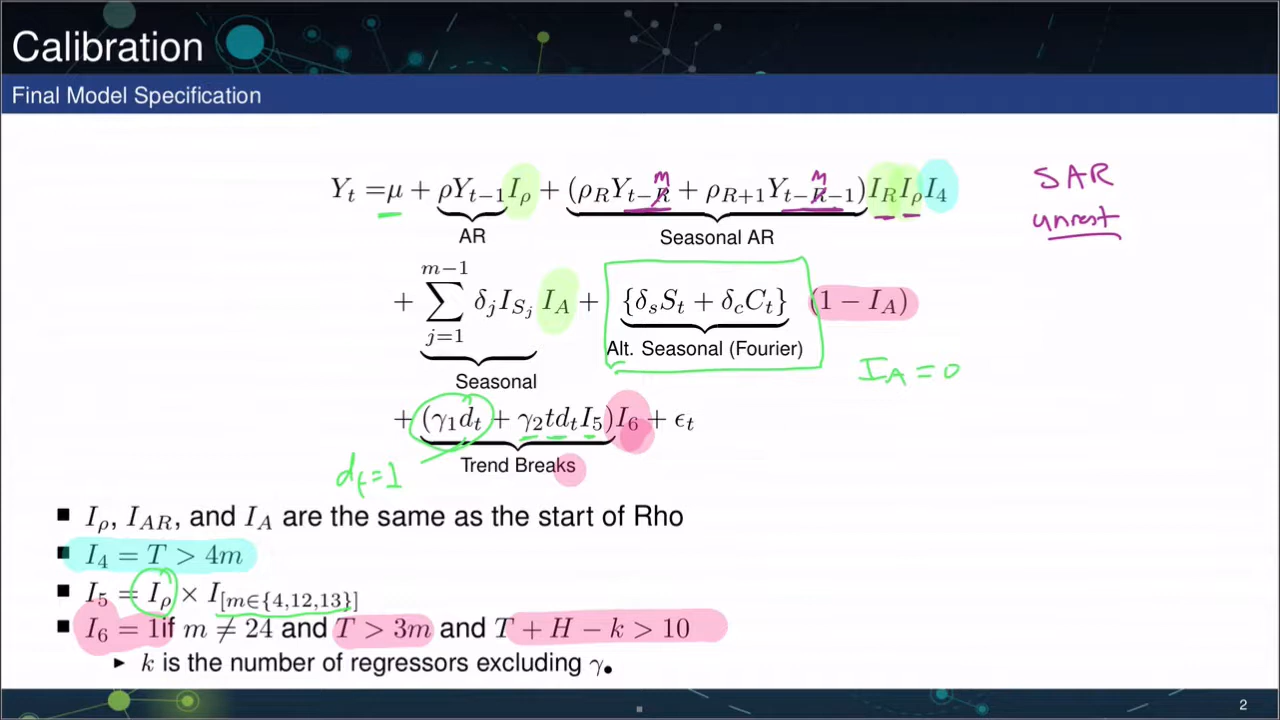 Calibration
Final Model Specification
Y_t = μ + ρY_{t−1} I_ρ + (ρ_R Y_{t−R} + ρ_{R+1} Y_{t−R−1}) I_R I_ρ I_4
m m
SAR
unrest
AR
Seasonal AR
+ ∑_{j=1}^{m−1} δ_j I_{S_j} I_A + {δ_s S_t + δ_c C_t} (1 − I_A)
Seasonal
Alt. Seasonal (Fourier)
I_A = 0
+ (γ_1 d_t + γ_2 t d_t I_5) I_6 + ϵ_t
Trend Breaks
d_t = 1
■ I_ρ, I_{AR}, and I_A are the same as the start of Rho
■ I_4 = T > 4m
■ I_5 = I_ρ × I_{[m∈{4,12,13}]}
■ I_6 = 1if m ≠ 24 and T > 3m and T + H − k > 10
▶ k is the number of regressors excluding γ•
2